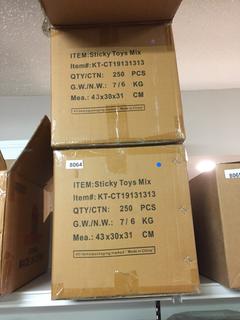 ITEM:Sticky Toys Mix
Item#:KT-CT19131313
QTY/CTN: 250 PCS
G.W./N.W.: 7/6 KG
Mea.: 43x30x31 CM
8064
ITEM:Sticky Toys Mix
Item#:KT-CT19131313
QTY/CTN: 250 PCS
G.W./N.W.: 7/6 KG
Mea.: 43x30x31 CM
"Made in China"
8065